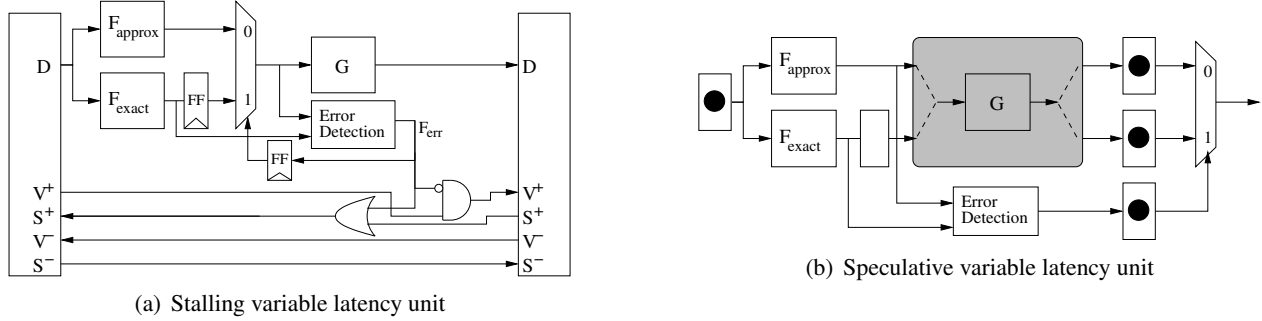 F approx
0
D
G
D
F exact
FF
1
Error
Detection
F err
FF
V+
V+
S+
S+
V−
V−
S−
S−
(a) Stalling variable latency unit
F approx
0
G
F exact
1
Error
Detection
(b) Speculative variable latency unit